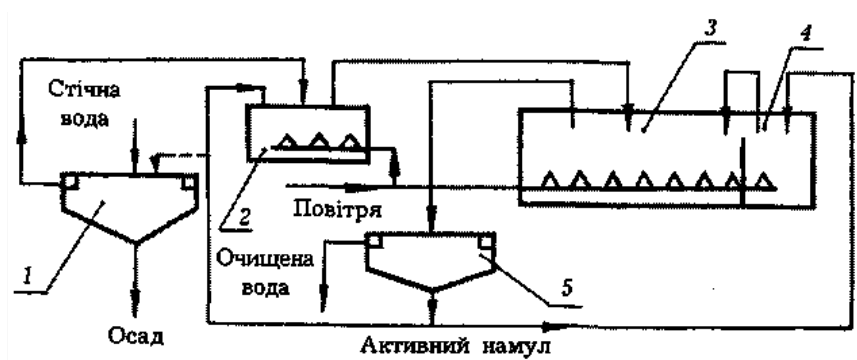 3
4
Стічна
вода
2
Повітря
1
Очищена
вода
5
Осад
Активний намул